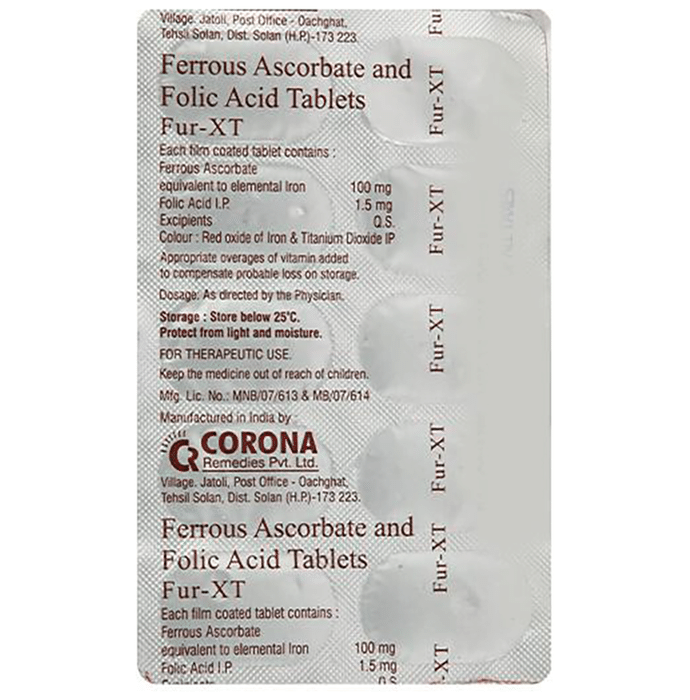 Village. Jatoli, Post Office - Oachghat,
Tehsil Solan, Dist. Solan (H.P.)-173 223.
Ferrous Ascorbate and
Folic Acid Tablets
Fur-XT
Each film coated tablet contains :
Ferrous Ascorbate
equivalent to elemental Iron 100 mg
Folic Acid I.P. 1.5 mg
Excipients Q.S.
Colour : Red oxide of Iron & Titanium Dioxide IP
Appropriate overages of vitamin added
to compensate probable loss on storage.
Dosage: As directed by the Physician.
Storage : Store below 25°C.
Protect from light and moisture.
FOR THERAPEUTIC USE.
Keep the medicine out of reach of children.
Mfg. Lic. No.: MNB/07/613 & MB/07/614
Manufactured in India by :
CR CORONA
Remedies Pvt. Ltd.
Village. Jatoli, Post Office - Oachghat,
Tehsil Solan, Dist. Solan (H.P.)-173 223.
Ferrous Ascorbate and
Folic Acid Tablets
Fur-XT
Each film coated tablet contains :
Ferrous Ascorbate
equivalent to elemental Iron 100 mg
Folic Acid I.P. 1.5 mg
Excipients Q.S.
Fur
Fur-XT
Fur-XT
Fur-XT
Fur-XT
Fur-XT
-XT